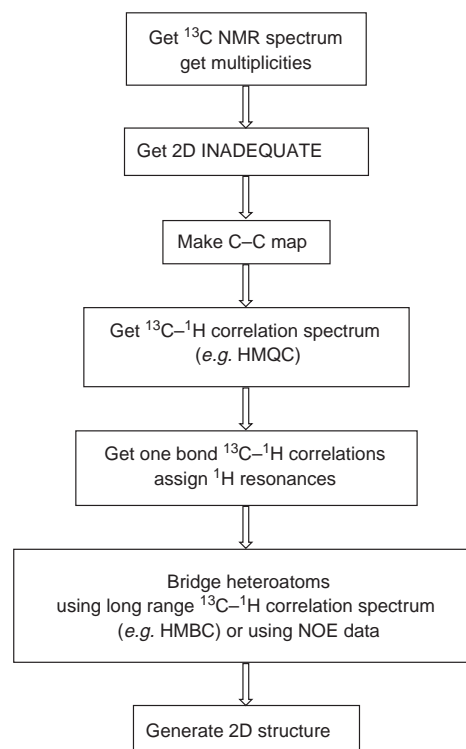 Get ¹³C NMR spectrum
get multiplicities
Get 2D INADEQUATE
Make C–C map
Get ¹³C–¹H correlation spectrum
(e.g. HMQC)
Get one bond ¹³C–¹H correlations
assign ¹H resonances
Bridge heteroatoms
using long range ¹³C–¹H correlation spectrum
(e.g. HMBC) or using NOE data
Generate 2D structure